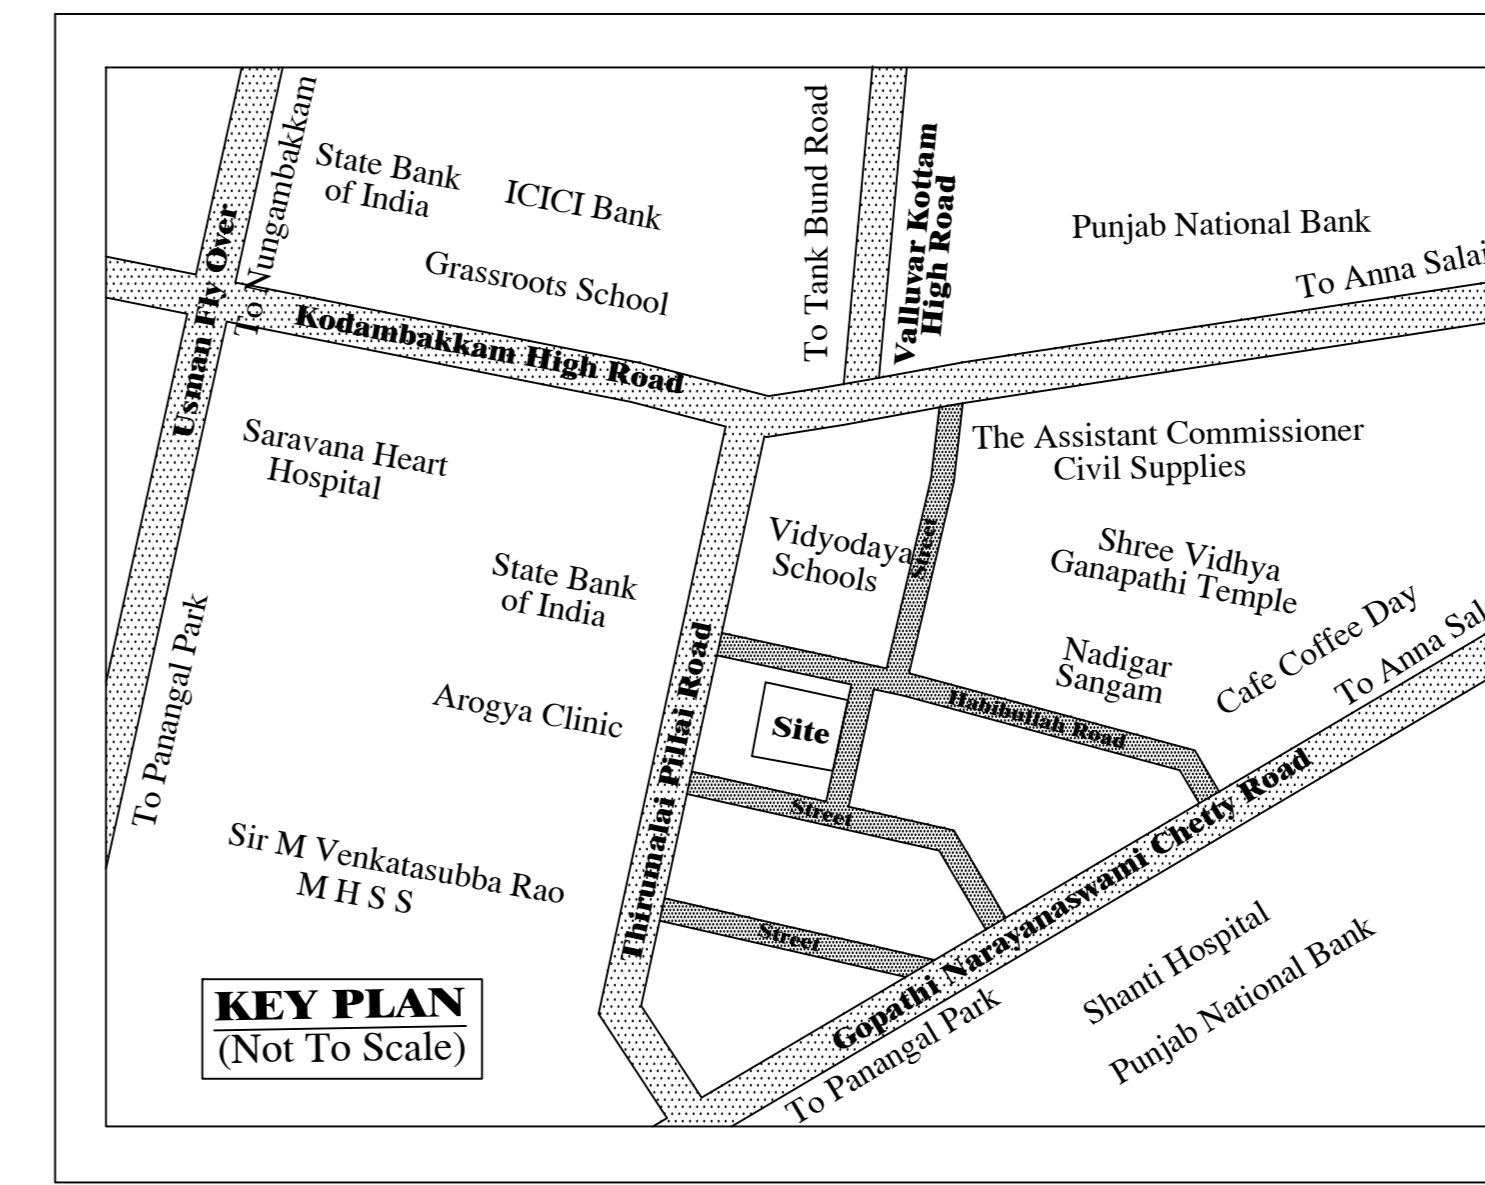 To Nungambakkam
State Bank
of India
ICICI Bank
Grassroots School
To Tank Bund Road
Valluvar Kottam
High Road
Punjab National Bank
To Anna Salai
Usman Fly Over
Kodambakkam High Road
Saravana Heart
Hospital
The Assistant Commissioner
Civil Supplies
Vidyodaya
Schools
Street
Shree Vidhya
Ganapathi Temple
State Bank
of India
Nadigar
Sangam
Cafe Coffee Day
To Anna Sal
To Panangal Park
Arogya Clinic
Thirumalai Pillai Road
Site
Habibullah Road
Street
Sir M Venkatasubba Rao
M H S S
Street
Gopathi Narayanaswami Chetty Road
To Panangal Park
Shanti Hospital
Punjab National Bank
KEY PLAN
(Not To Scale)